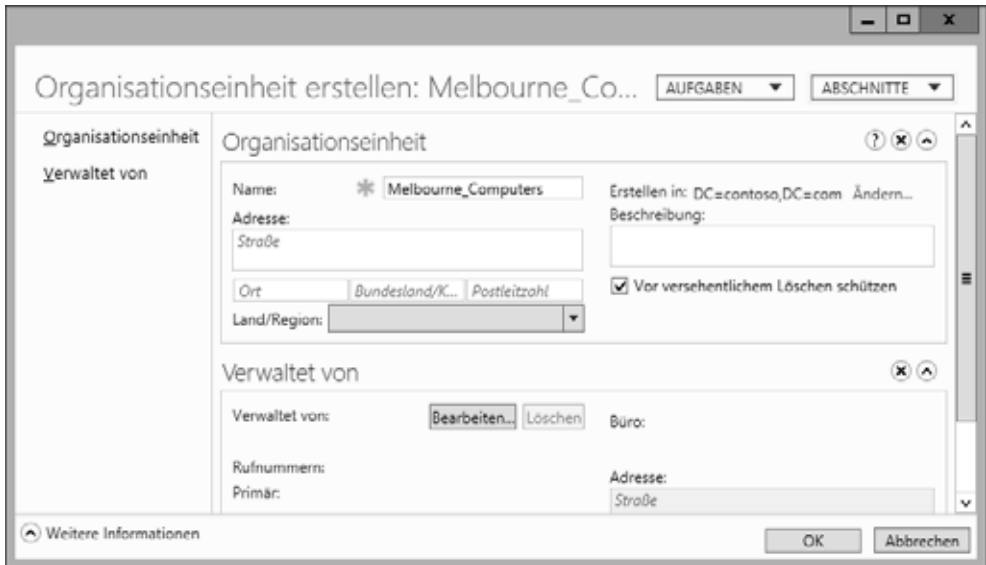 Organisationseinheit erstellen: Melbourne_Co...
AUFGABEN
ABSCHNITTE
Organisationseinheit
Verwaltet von
Organisationseinheit
Name:
Melbourne_Computers
Adresse:
Straße
Ort
Bundesland/K...
Postleitzahl
Land/Region:
Erstellen in: DC=contoso,DC=com Ändern...
Beschreibung:
Vor versehentlichem Löschen schützen
Verwaltet von
Verwaltet von:
Bearbeiten...
Löschen
Büro:
Rufnummern:
Primär:
Adresse:
Straße
Weitere Informationen
OK
Abbrechen